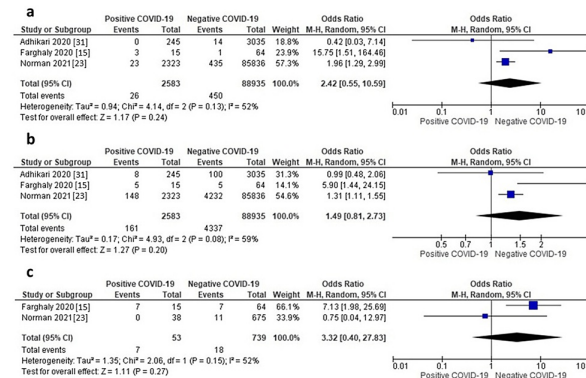 a
Positive COVID-19 Negative COVID-19 Odds Ratio Odds Ratio
Study or Subgroup Events Total Events Total Weight M-H, Random, 95% CI M-H, Random, 95% CI
Adhikari 2020 [31] 0 245 14 3035 18.8% 0.42 [0.03, 7.14]
Farghaly 2020 [15] 3 15 1 64 23.9% 15.75 [1.51, 164.46]
Norman 2021[23] 23 2323 435 85836 57.3% 1.96 [1.29, 2.99]
Total (95% CI) 2583 88935 100.0% 2.42 [0.55, 10.59]
Total events 26 450
Heterogeneity: Tau² = 0.94; Chi² = 4.14, df = 2 (P = 0.13); I² = 52%
Test for overall effect: Z = 1.17 (P = 0.24)
0.01 0.1 1 10
Positive COVID-19 Negative COVID-19
b
Positive COVID-19 Negative COVID-19 Odds Ratio Odds Ratio
Study or Subgroup Events Total Events Total Weight M-H, Random, 95% CI M-H, Random, 95% CI
Adhikari 2020 [31] 8 245 100 3035 31.3% 0.99 [0.48, 2.06]
Farghaly 2020 [15] 5 15 5 64 14.1% 5.90 [1.44, 24.15]
Norman 2021[23] 148 2323 4232 85836 54.6% 1.31 [1.11, 1.55]
Total (95% CI) 2583 88935 100.0% 1.49 [0.81, 2.73]
Total events 161 4337
Heterogeneity: Tau² = 0.17; Chi² = 4.93, df = 2 (P = 0.08); I² = 59%
Test for overall effect: Z = 1.27 (P = 0.20)
0.5 0.7 1 1.5 2
Positive COVID-19 Negative COVID-19
c
Positive COVID-19 Negative COVID-19 Odds Ratio Odds Ratio
Study or Subgroup Events Total Events Total Weight M-H, Random, 95% CI M-H, Random, 95% CI
Farghaly 2020 [15] 7 15 7 64 66.1% 7.13 [1.98, 25.69]
Norman 2021[23] 0 38 11 675 33.9% 0.75 [0.04, 12.97]
Total (95% CI) 53 739 100.0% 3.32 [0.40, 27.83]
Total events 7 18
Heterogeneity: Tau² = 1.35; Chi² = 2.06, df = 1 (P = 0.15); I² = 52%
Test for overall effect: Z = 1.11 (P = 0.27)
0.01 0.1 1 10
Positive COVID-19 Negative COVID-19